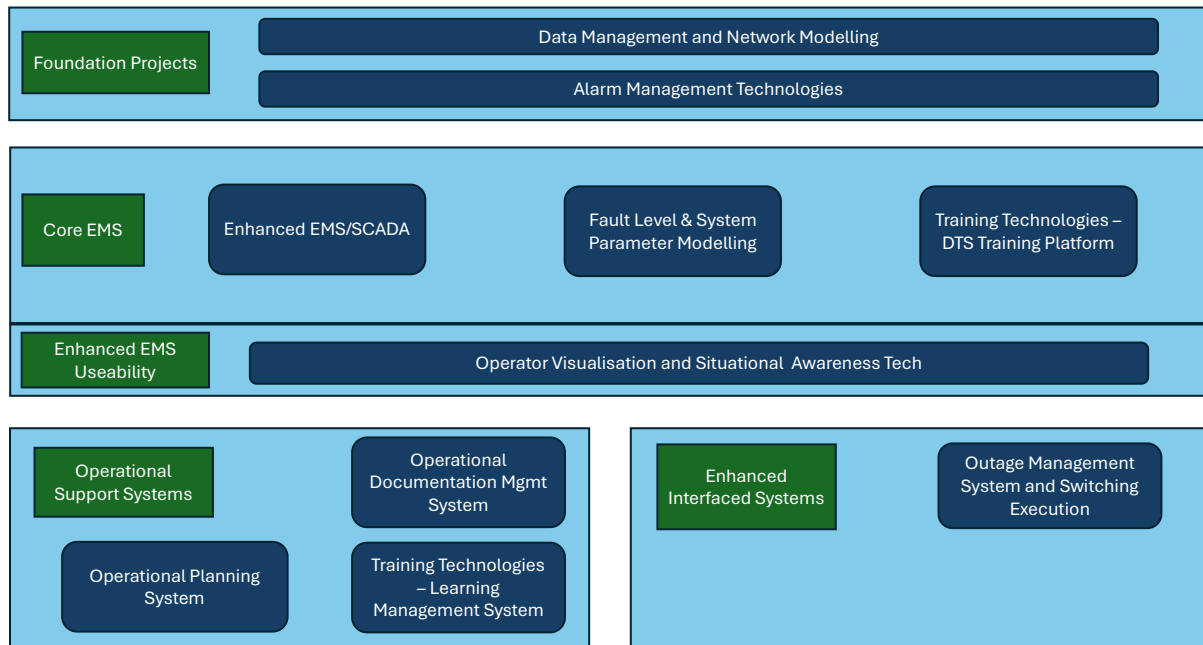 Foundation Projects
Data Management and Network Modelling
Alarm Management Technologies
Core EMS
Enhanced EMS/SCADA
Fault Level & System
Parameter Modelling
Training Technologies –
DTS Training Platform
Enhanced EMS
Useability
Operator Visualisation and Situational Awareness Tech
Operational
Support Systems
Operational
Documentation Mgmt
System
Operational Planning
System
Training Technologies
– Learning
Management System
Enhanced
Interfaced Systems
Outage Management
System and Switching
Execution